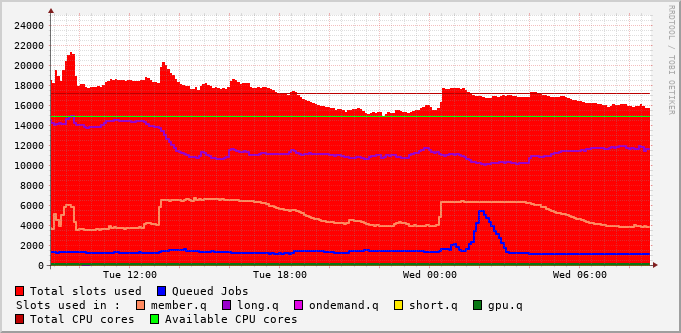 RRDTOOL / TOBI OETIKER
24000
22000
20000
18000
16000
14000
12000
10000
8000
6000
4000
2000
0
Tue 12:00 Tue 18:00 Wed 00:00 Wed 06:00
Total slots used Queued Jobs
Slots used in : member.q long.q ondemand.q short.q gpu.q
Total CPU cores Available CPU cores